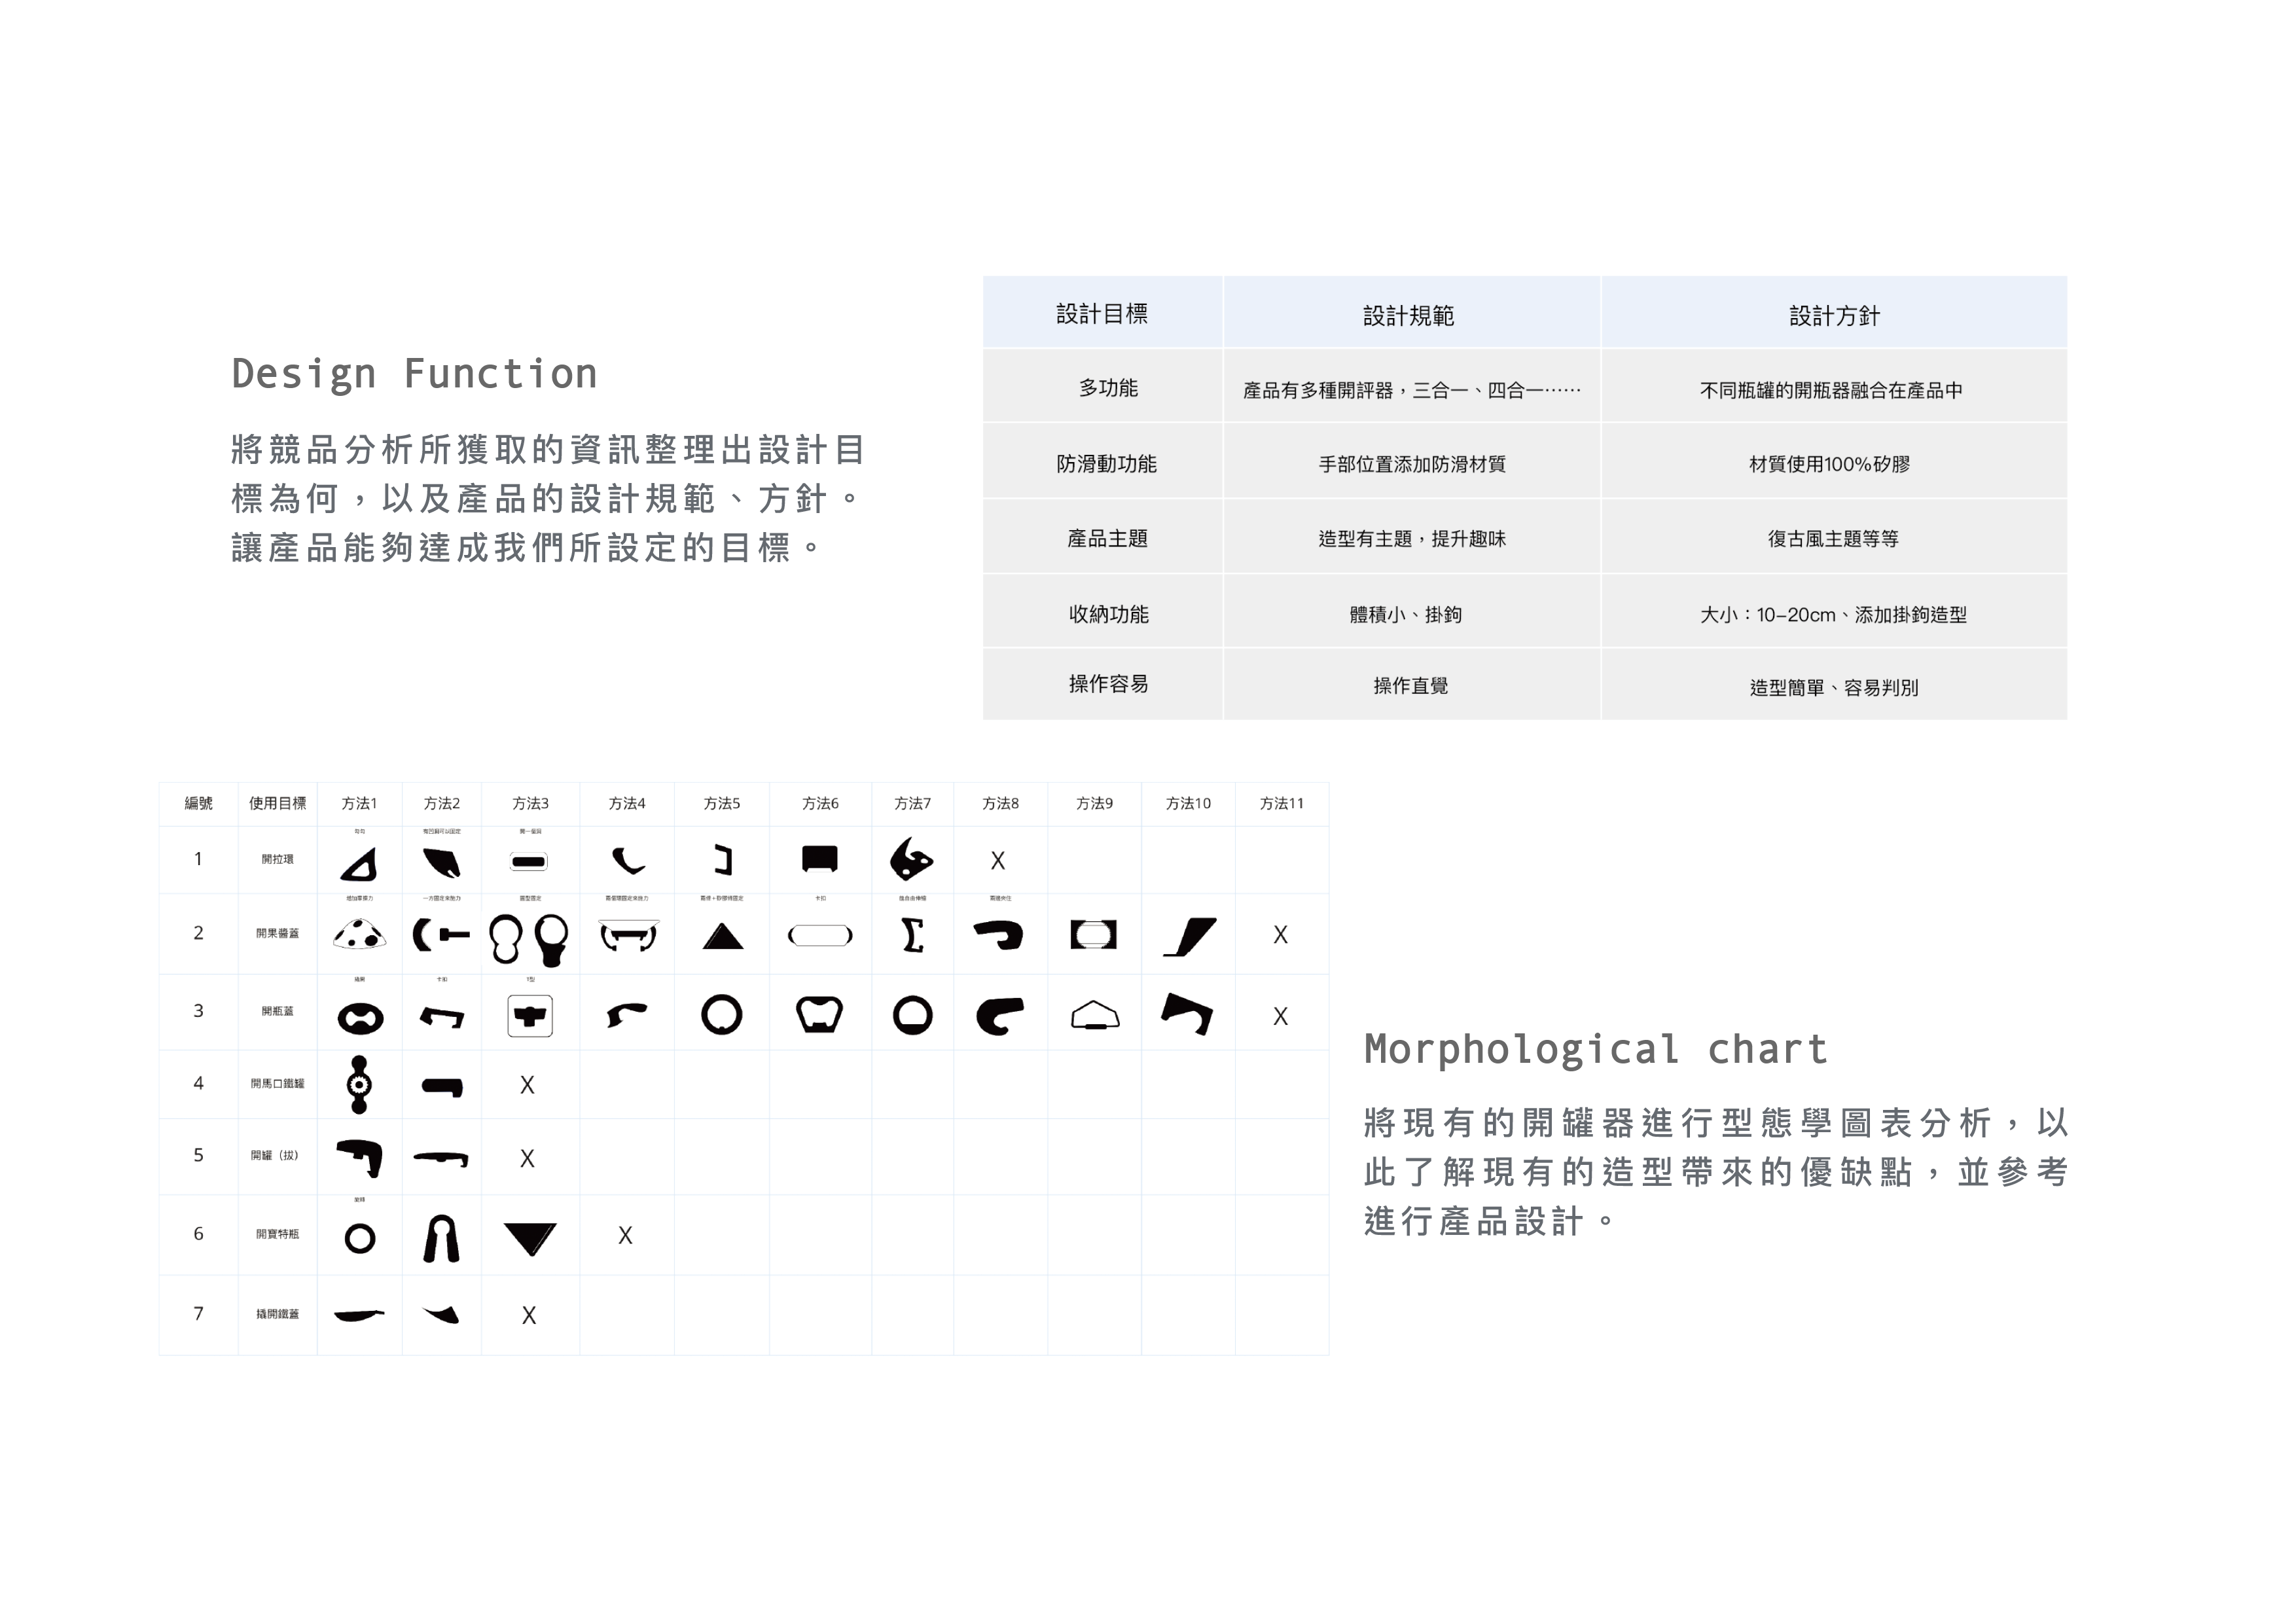 Design Function
將競品分析所獲取的資訊整理出設計目
標為何，以及產品的設計規範、方針。
讓產品能夠達成我們所設定的目標。
設計目標 設計規範 設計方針
多功能 產品有多種開評器，三合一、四合一⋯⋯ 不同瓶罐的開瓶器融合在產品中
防滑動功能 手部位置添加防滑材質 材質使用100%矽膠
產品主題 造型有主題，提升趣味 復古風主題等等
收納功能 體積小、掛鉤 大小：10-20cm、添加掛鉤造型
操作容易 操作直覺 造型簡單、容易判別
編號 使用目標 方法1 方法2 方法3 方法4 方法5 方法6 方法7 方法8 方法9 方法10 方法11
1 開拉環 X
卡扣
2 開果醬蓋 X
卡扣 T型
3 開瓶蓋 X
4 開馬口鐵罐 X
5 開罐（拔） X
旋轉
6 開寶特瓶 X
7 撬開鐵蓋 X
Morphological chart
將現有的開罐器進行型態學圖表分析，以
此了解現有的造型帶來的優缺點，並參考
進行產品設計。